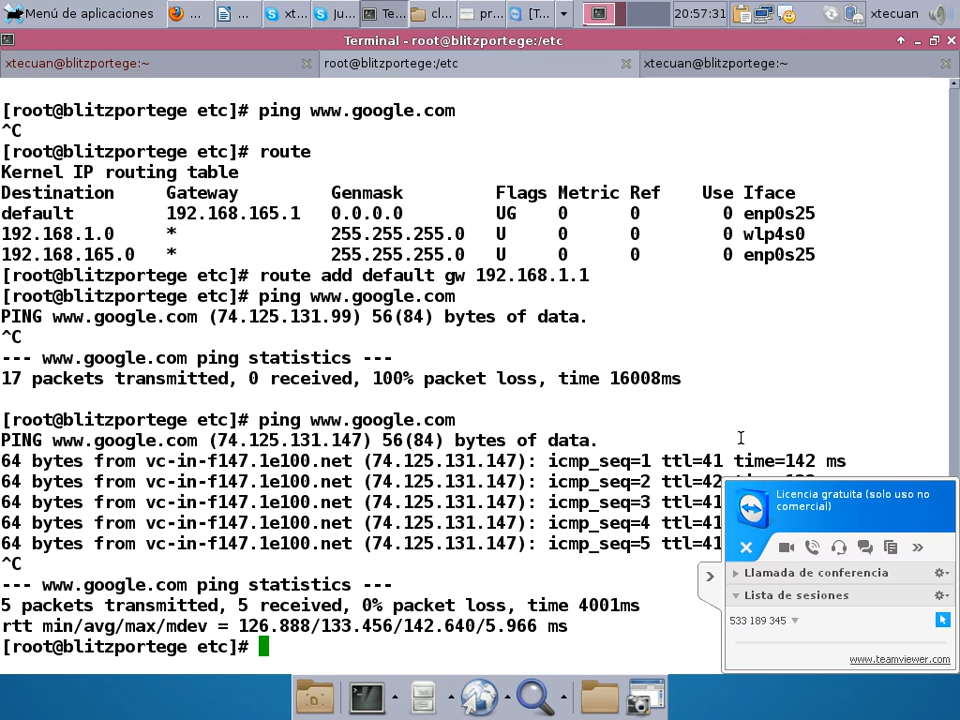 Menú de aplicaciones
...
...
xt...
Ju...
Te...
cl...
pr...
[T...
20:57:31
xtecuan
Terminal - root@blitzportege:/etc
xtecuan@blitzportege:~
root@blitzportege:/etc
xtecuan@blitzportege:~
[root@blitzportege etc]# ping www.google.com
^C
[root@blitzportege etc]# route
Kernel IP routing table
Destination Gateway Genmask Flags Metric Ref Use Iface
default 192.168.165.1 0.0.0.0 UG 0 0 0 enp0s25
192.168.1.0 * 255.255.255.0 U 0 0 0 wlp4s0
192.168.165.0 * 255.255.255.0 U 0 0 0 enp0s25
[root@blitzportege etc]# route add default gw 192.168.1.1
[root@blitzportege etc]# ping www.google.com
PING www.google.com (74.125.131.99) 56(84) bytes of data.
^C
--- www.google.com ping statistics ---
17 packets transmitted, 0 received, 100% packet loss, time 16008ms
[root@blitzportege etc]# ping www.google.com
PING www.google.com (74.125.131.147) 56(84) bytes of data.
64 bytes from vc-in-f147.1e100.net (74.125.131.147): icmp_seq=1 ttl=41 time=142 ms
64 bytes from vc-in-f147.1e100.net (74.125.131.147): icmp_seq=2 ttl=42
64 bytes from vc-in-f147.1e100.net (74.125.131.147): icmp_seq=3 ttl=41
64 bytes from vc-in-f147.1e100.net (74.125.131.147): icmp_seq=4 ttl=41
64 bytes from vc-in-f147.1e100.net (74.125.131.147): icmp_seq=5 ttl=41
^C
--- www.google.com ping statistics ---
5 packets transmitted, 5 received, 0% packet loss, time 4001ms
rtt min/avg/max/mdev = 126.888/133.456/142.640/5.966 ms
[root@blitzportege etc]#
Licencia gratuita (solo uso no
comercial)
Llamada de conferencia
Lista de sesiones
533 189 345
www.teamviewer.com